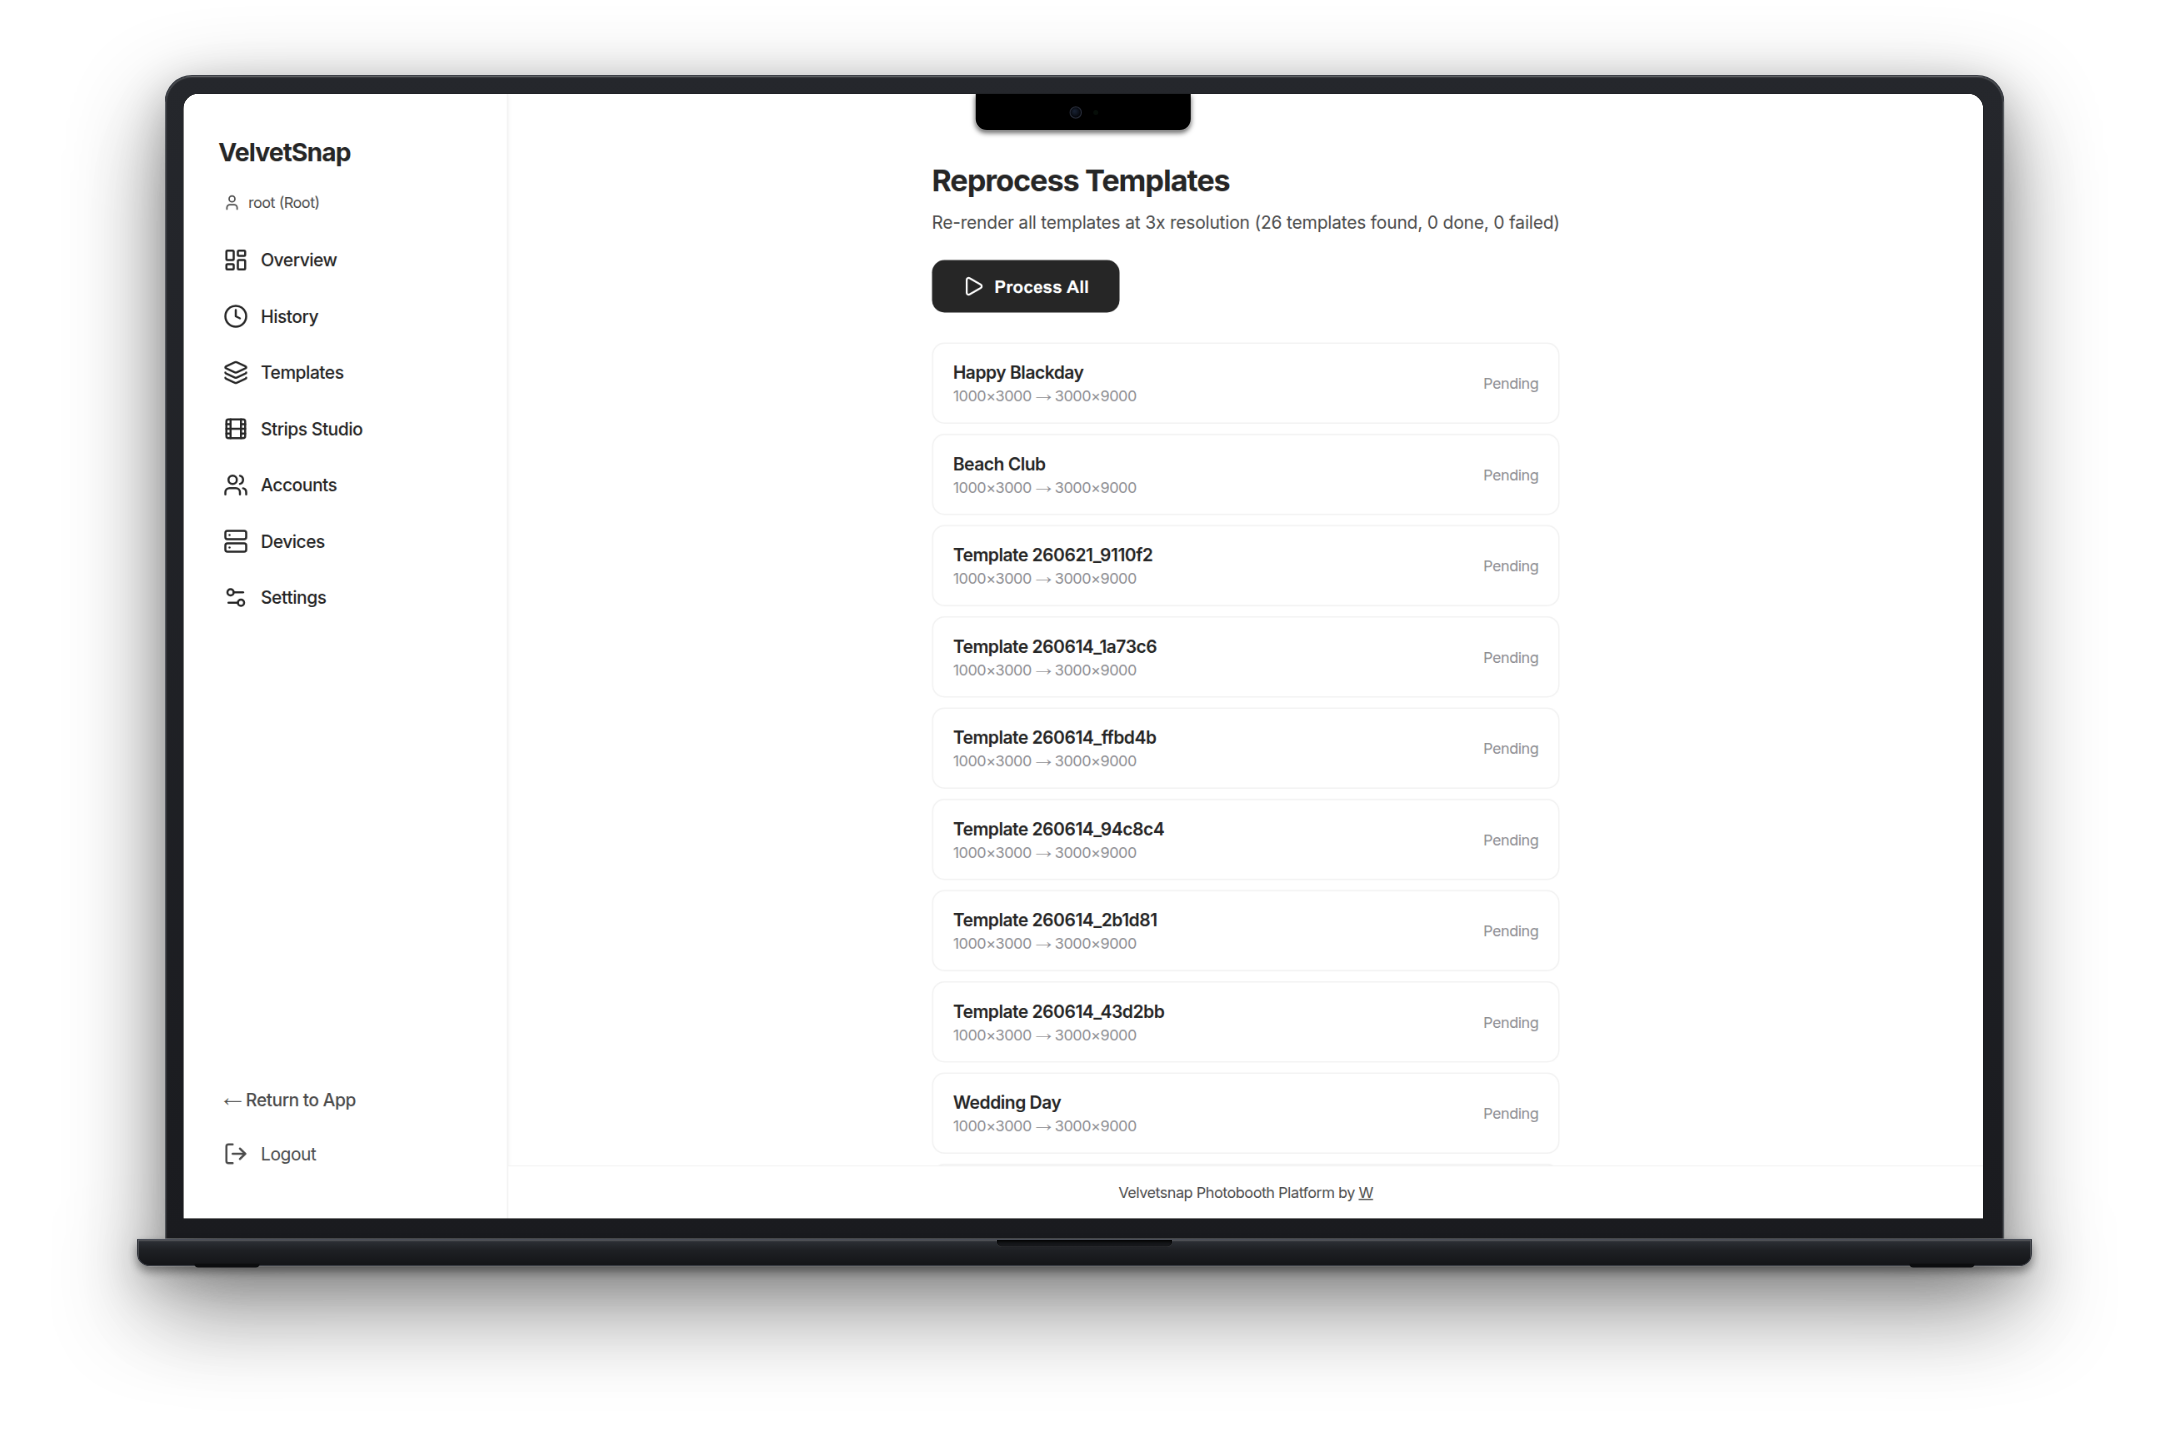 VelvetSnap
root (Root)
Overview
History
Templates
Strips Studio
Accounts
Devices
Settings
← Return to App
Logout
Reprocess Templates
Re-render all templates at 3x resolution (26 templates found, 0 done, 0 failed)
Process All
Happy Blackday
1000×3000 → 3000×9000
Pending
Beach Club
1000×3000 → 3000×9000
Pending
Template 260621_9110f2
1000×3000 → 3000×9000
Pending
Template 260614_1a73c6
1000×3000 → 3000×9000
Pending
Template 260614_ffbd4b
1000×3000 → 3000×9000
Pending
Template 260614_94c8c4
1000×3000 → 3000×9000
Pending
Template 260614_2b1d81
1000×3000 → 3000×9000
Pending
Template 260614_43d2bb
1000×3000 → 3000×9000
Pending
Wedding Day
1000×3000 → 3000×9000
Pending
Velvetsnap Photobooth Platform by W